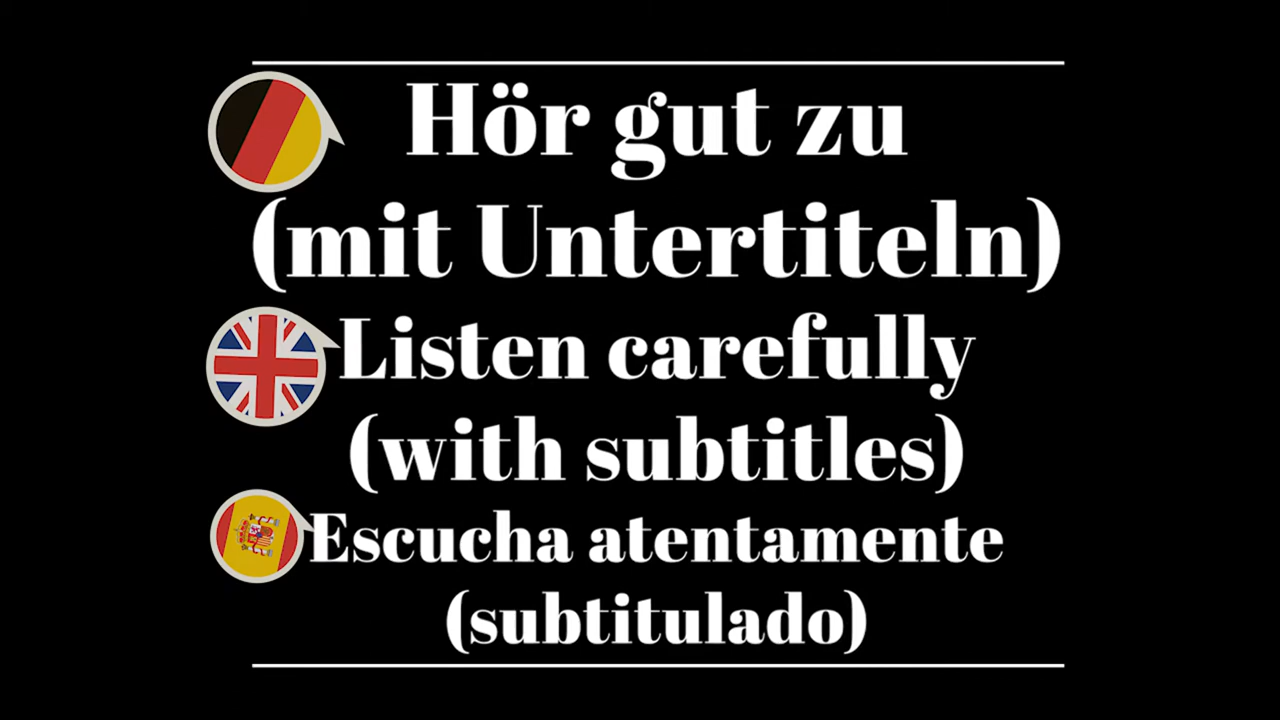 Hör gut zu
(mit Untertiteln)
Listen carefully
(with subtitles)
Escucha atentamente
(subtitulado)